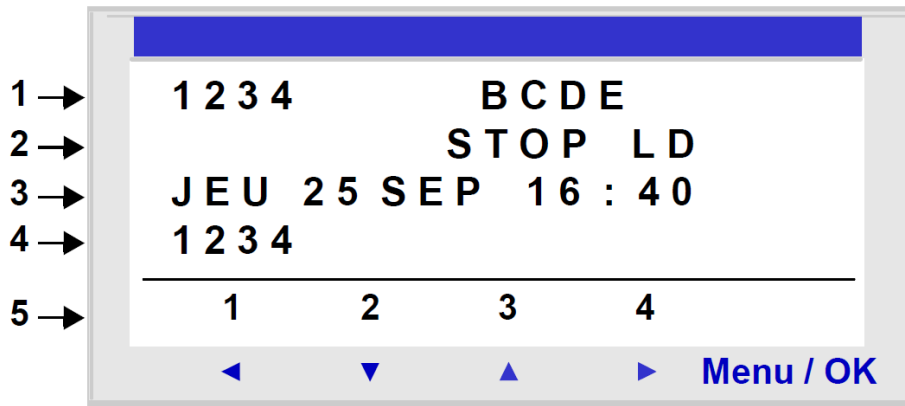 1 1234 BCDE
2 STOP LD
3 JEU 25 SEP 16:40
4 1234
5 1 2 3 4
Menu / OK